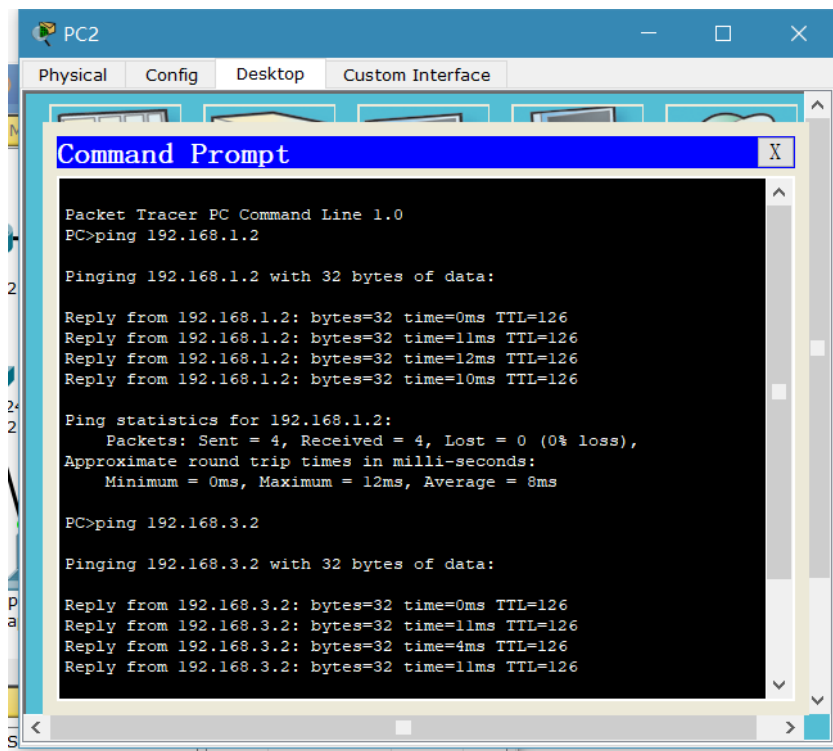 PC2
Physical Config Desktop Custom Interface
Command Prompt
X
Packet Tracer PC Command Line 1.0
PC>ping 192.168.1.2
Pinging 192.168.1.2 with 32 bytes of data:
Reply from 192.168.1.2: bytes=32 time=0ms TTL=126
Reply from 192.168.1.2: bytes=32 time=11ms TTL=126
Reply from 192.168.1.2: bytes=32 time=12ms TTL=126
Reply from 192.168.1.2: bytes=32 time=10ms TTL=126
Ping statistics for 192.168.1.2:
Packets: Sent = 4, Received = 4, Lost = 0 (0% loss),
Approximate round trip times in milli-seconds:
Minimum = 0ms, Maximum = 12ms, Average = 8ms
PC>ping 192.168.3.2
Pinging 192.168.3.2 with 32 bytes of data:
Reply from 192.168.3.2: bytes=32 time=0ms TTL=126
Reply from 192.168.3.2: bytes=32 time=11ms TTL=126
Reply from 192.168.3.2: bytes=32 time=4ms TTL=126
Reply from 192.168.3.2: bytes=32 time=11ms TTL=126